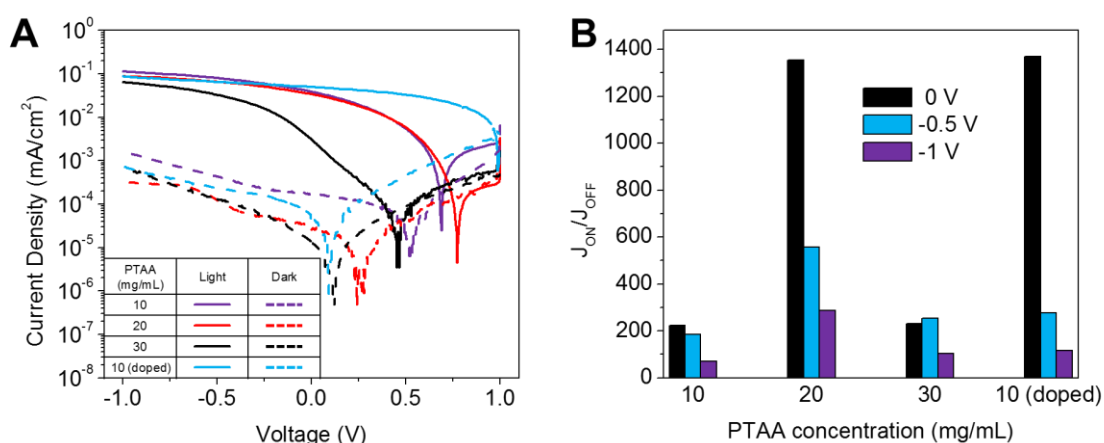 A
Current Density (mA/cm²)
10⁰
10⁻¹
10⁻²
10⁻³
10⁻⁴
10⁻⁵
10⁻⁶
10⁻⁷
10⁻⁸
PTAA (mg/mL) Light Dark
10
20
30
10 (doped)
-1.0 -0.5 0.0 0.5 1.0
Voltage (V)
B
J_ON/J_OFF
1400
1200
1000
800
600
400
200
0
0 V
-0.5 V
-1 V
10 20 30 10 (doped)
PTAA concentration (mg/mL)